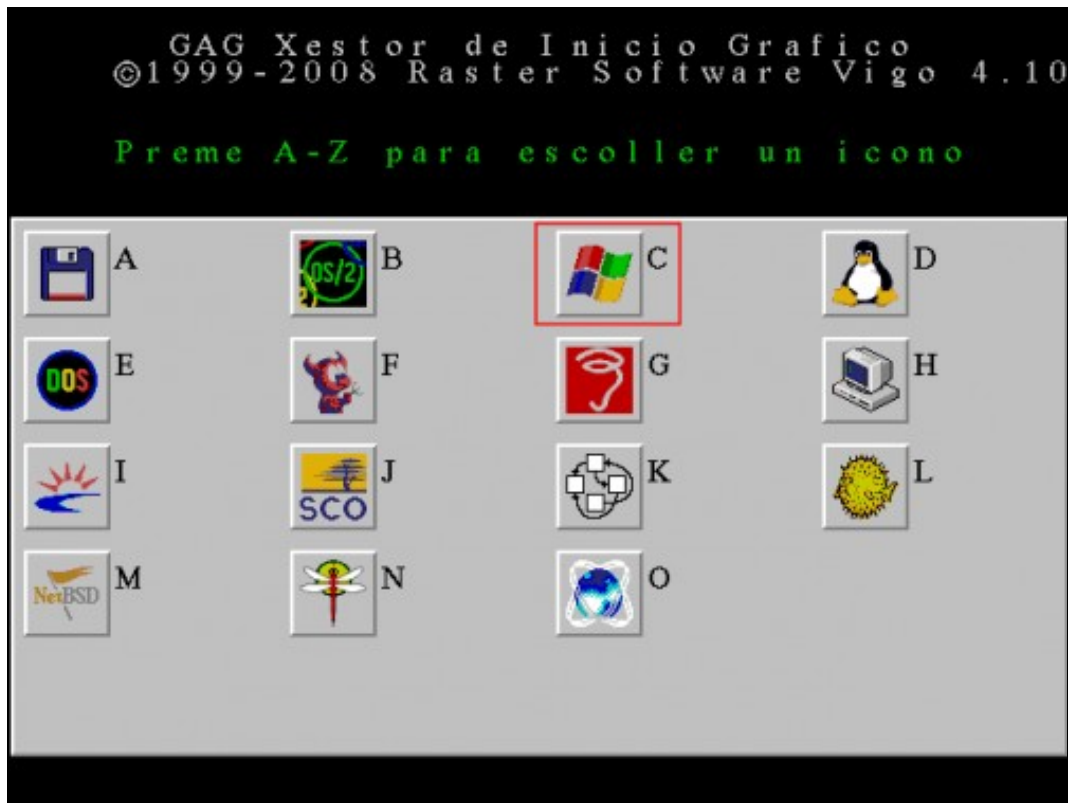 GAG Xestor de Inicio Grafico
©1999-2008 Raster Software Vigo 4.10
Preme A-Z para escoller un icono
A
OS/2
B
C
D
DOS
E
F
G
H
I
SCO
J
K
L
NetBSD
M
N
O